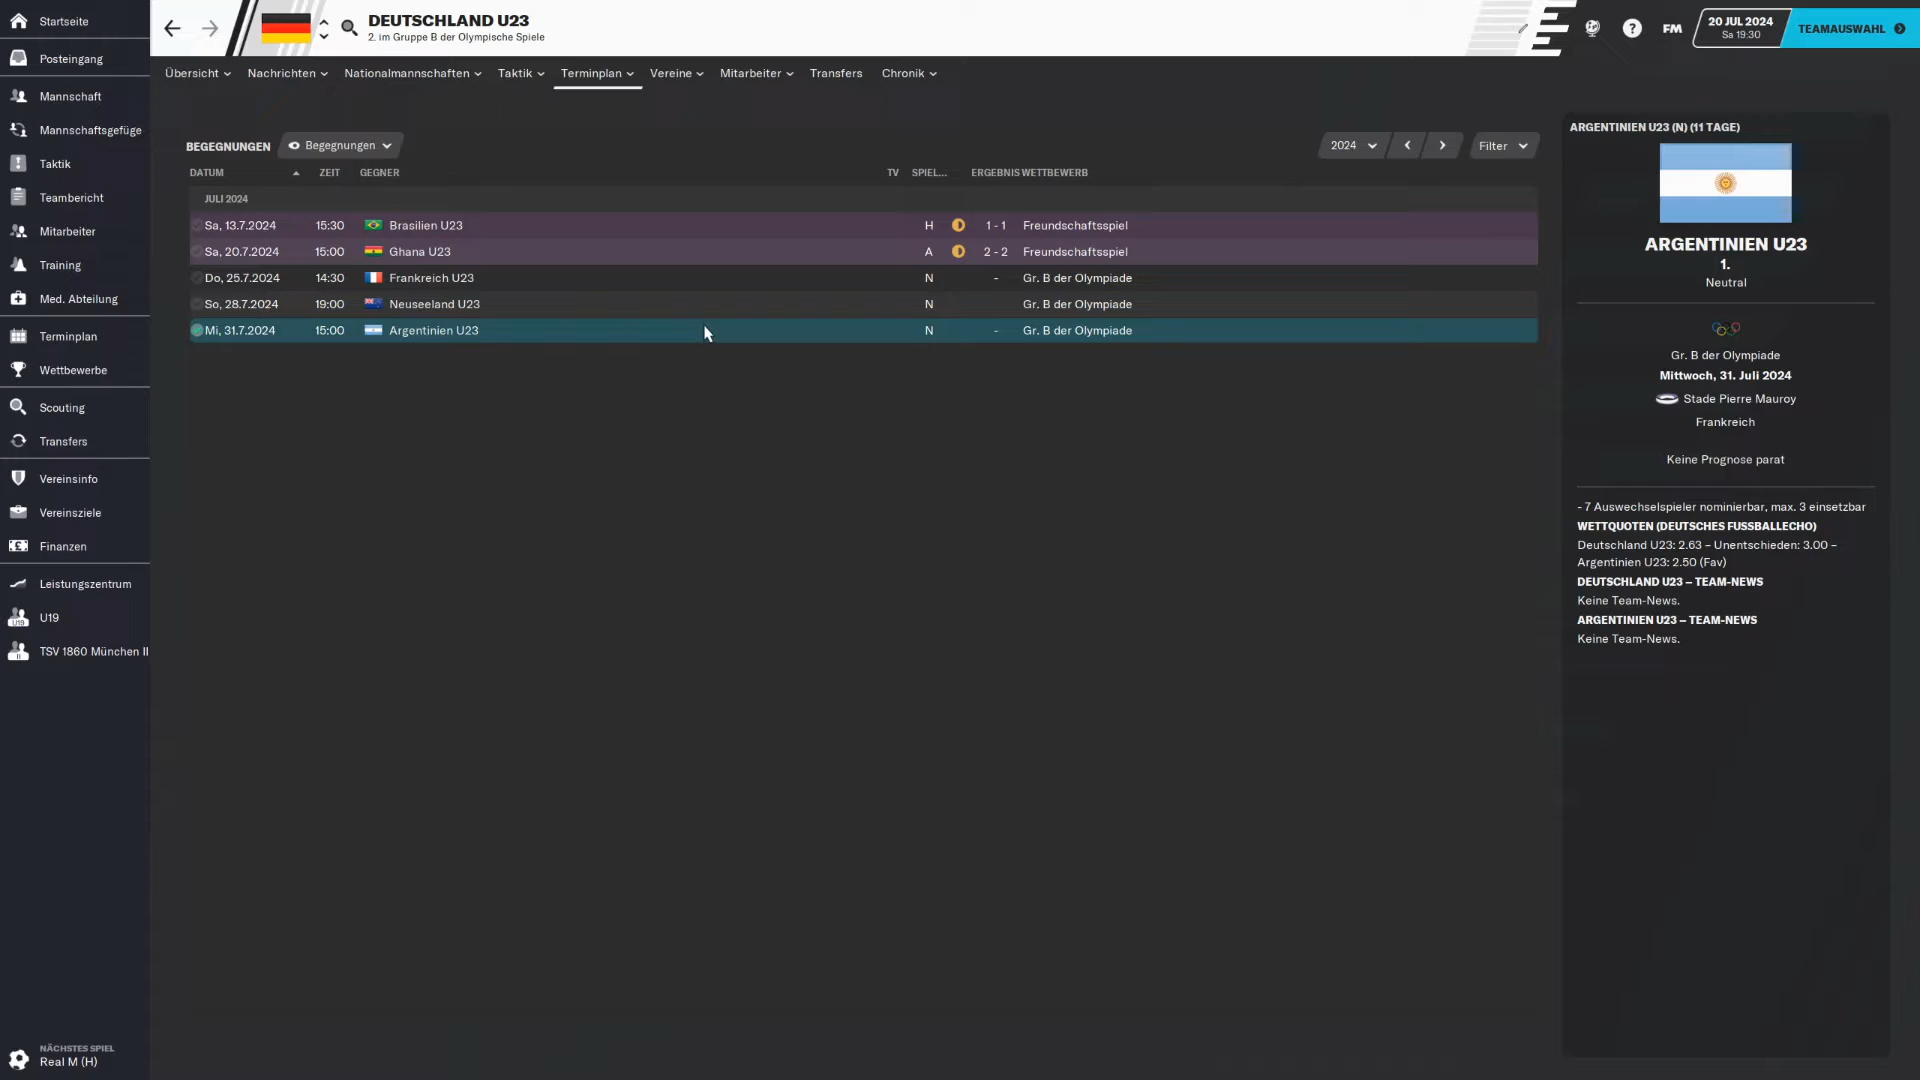 Startseite
Posteingang
Mannschaft
Mannschaftsgefüge
Taktik
Teambericht
Mitarbeiter
Training
Med. Abteilung
Terminplan
Wettbewerbe
Scouting
Transfers
Vereinsinfo
Vereinsziele
Finanzen
Leistungszentrum
U19
TSV 1860 München II
NÄCHSTES SPIEL
Real M (H)
DEUTSCHLAND U23
2. im Gruppe B der Olympische Spiele
FM
20 JUL 2024
Sa 19:30
TEAMAUSWAHL
Übersicht Nachrichten Nationalmannschaften Taktik Terminplan Vereine Mitarbeiter Transfers Chronik
BEGEGNUNGEN Begegnungen 2024 Filter
DATUM ZEIT GEGNER TV SPIEL... ERGEBNIS WETTBEWERB
JULI 2024
Sa, 13.7.2024 15:30 Brasilien U23 H 1 - 1 Freundschaftsspiel
Sa, 20.7.2024 15:00 Ghana U23 A 2 - 2 Freundschaftsspiel
Do, 25.7.2024 14:30 Frankreich U23 N - Gr. B der Olympiade
So, 28.7.2024 19:00 Neuseeland U23 N - Gr. B der Olympiade
Mi, 31.7.2024 15:00 Argentinien U23 N - Gr. B der Olympiade
ARGENTINIEN U23 (N) (11 TAGE)
ARGENTINIEN U23
1.
Neutral
Gr. B der Olympiade
Mittwoch, 31. Juli 2024
Stade Pierre Mauroy
Frankreich
Keine Prognose parat
- 7 Auswechselspieler nominierbar, max. 3 einsetzbar
WETTQUOTEN (DEUTSCHES FUSSBALLECHO)
Deutschland U23: 2.63 – Unentschieden: 3.00 –
Argentinien U23: 2.50 (Fav)
DEUTSCHLAND U23 – TEAM-NEWS
Keine Team-News.
ARGENTINIEN U23 – TEAM-NEWS
Keine Team-News.